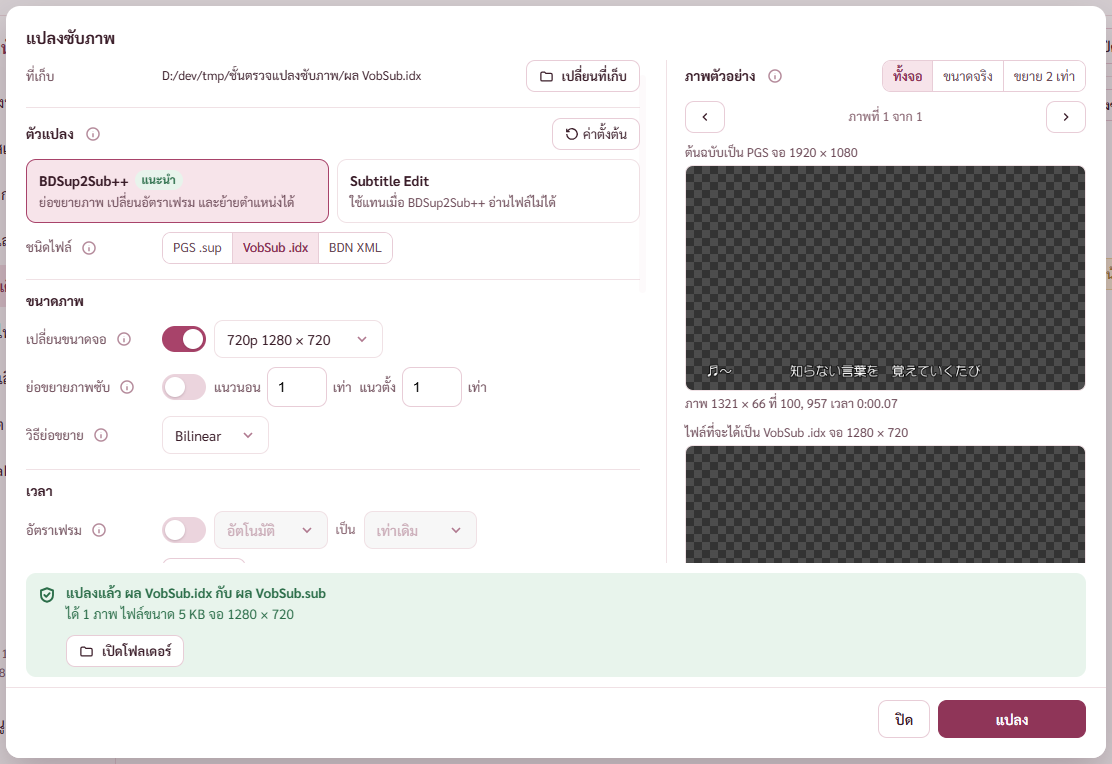 แปลงซับภาพ
ที่เก็บ
D:/dev/tmp/ชั้นตรวจแปลงซับภาพ/ผล VobSub.idx
เปลี่ยนที่เก็บ
ตัวแปลง
ค่าตั้งต้น
BDSup2Sub++ แนะนำ
ย่อขยายภาพ เปลี่ยนอัตราเฟรม และย้ายตำแหน่งได้
Subtitle Edit
ใช้แทนเมื่อ BDSup2Sub++ อ่านไฟล์ไม่ได้
ชนิดไฟล์
PGS .sup
VobSub .idx
BDN XML
ขนาดภาพ
เปลี่ยนขนาดจอ
720p 1280 × 720
ย่อขยายภาพซับ
แนวนอน 1 เท่า แนวตั้ง 1 เท่า
วิธีย่อขยาย
Bilinear
เวลา
อัตราเฟรม
อัตโนมัติ เป็น เท่าเดิม
ภาพตัวอย่าง
ทั้งจอ
ขนาดจริง
ขยาย 2 เท่า
ภาพที่ 1 จาก 1
ต้นฉบับเป็น PGS จอ 1920 × 1080
♫～ 知らない言葉を 覚えていくたび
ภาพ 1321 × 66 ที่ 100, 957 เวลา 0:00.07
ไฟล์ที่จะได้เป็น VobSub .idx จอ 1280 × 720
แปลงแล้ว ผล VobSub.idx กับ ผล VobSub.sub
ได้ 1 ภาพ ไฟล์ขนาด 5 KB จอ 1280 × 720
เปิดโฟลเดอร์
ปิด
แปลง